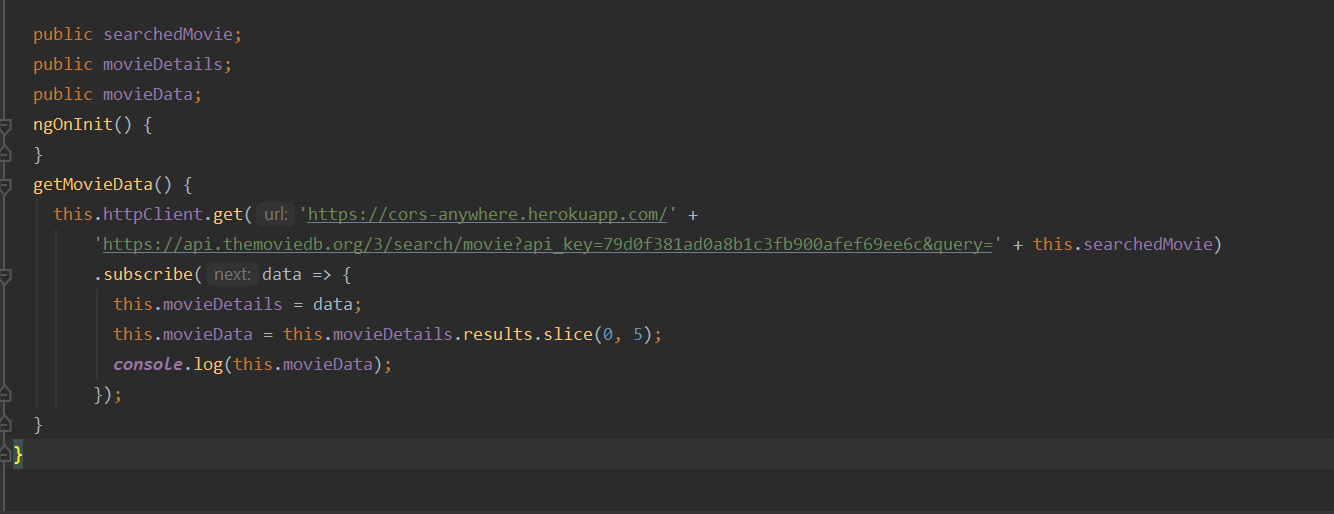 public searchedMovie;
public movieDetails;
public movieData;
ngOnInit() {
}
getMovieData() {
this.httpClient.get( url: 'https://cors-anywhere.herokuapp.com/' +
'https://api.themoviedb.org/3/search/movie?api_key=79d0f381ad0a8b1c3fb900afef69ee6c&query=' + this.searchedMovie)
.subscribe( next: data => {
this.movieDetails = data;
this.movieData = this.movieDetails.results.slice(0, 5);
console.log(this.movieData);
});
}
}